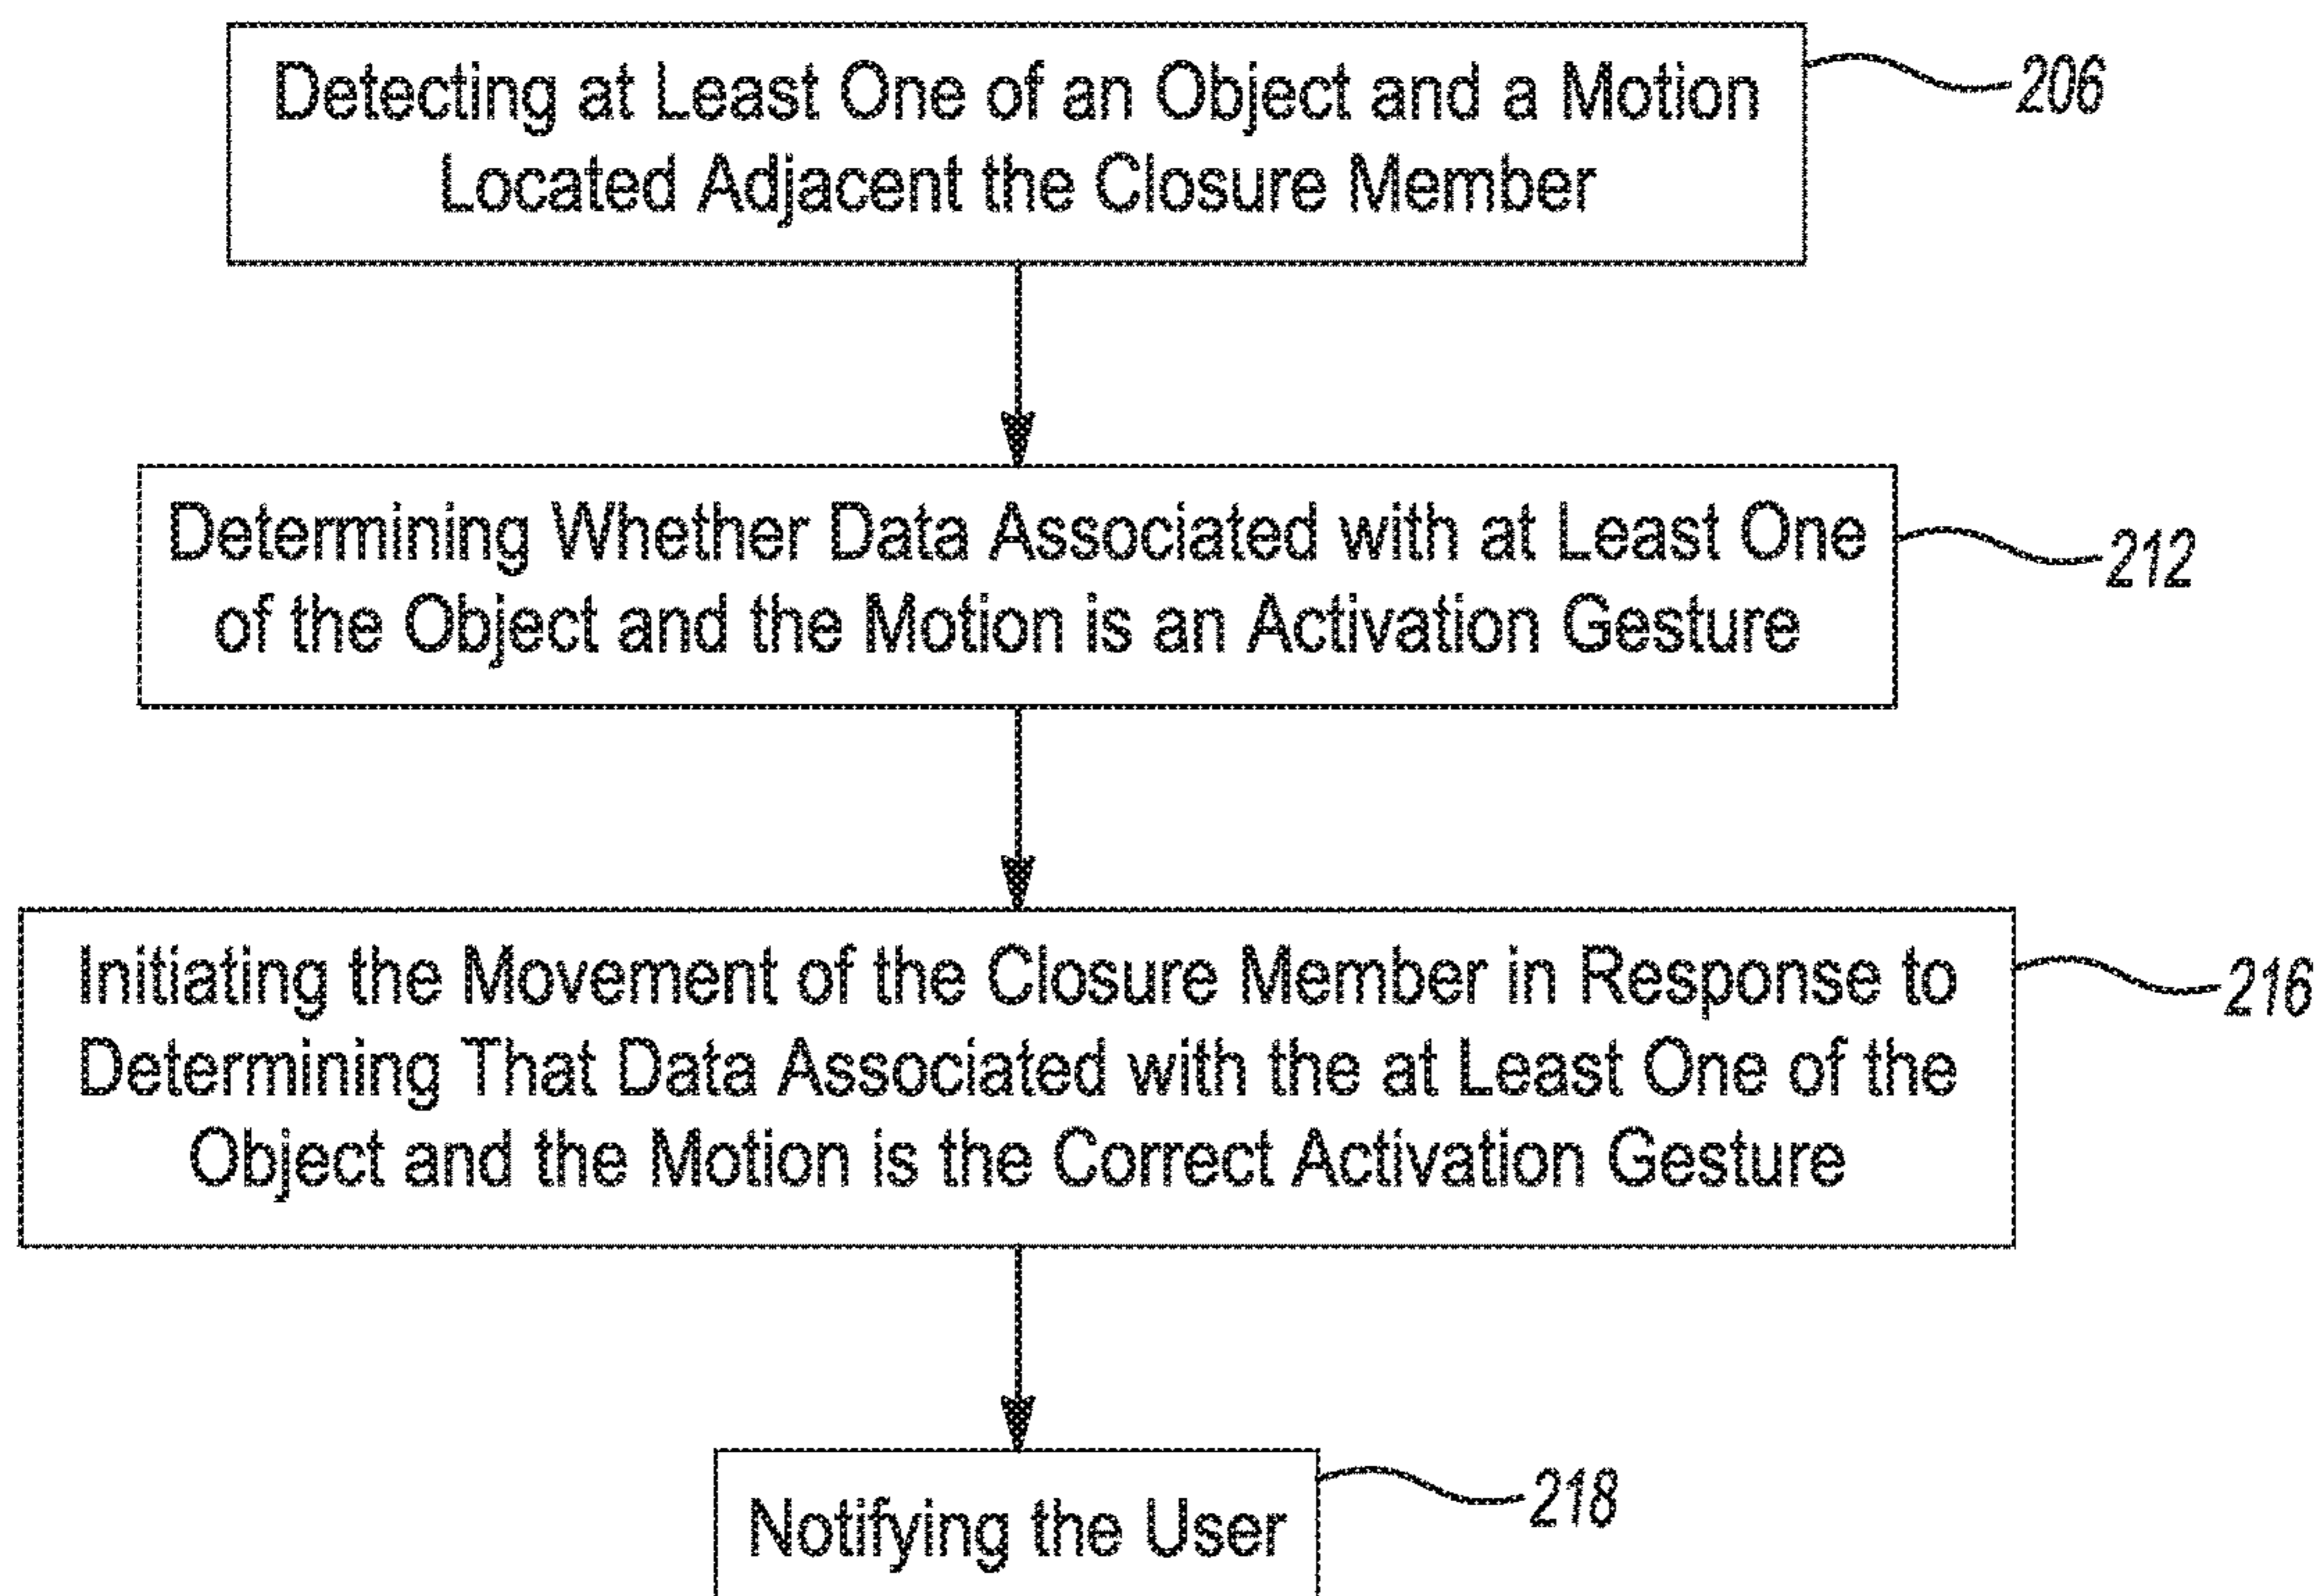 Detecting at Least One of an Object and a Motion
Located Adjacent the Closure Member
206
Determining Whether Data Associated with at Least One
of the Object and the Motion is an Activation Gesture
212
Initiating the Movement of the Closure Member in Response to
Determining That Data Associated with the at Least One of the
Object and the Motion is the Correct Activation Gesture
216
Notifying the User
218